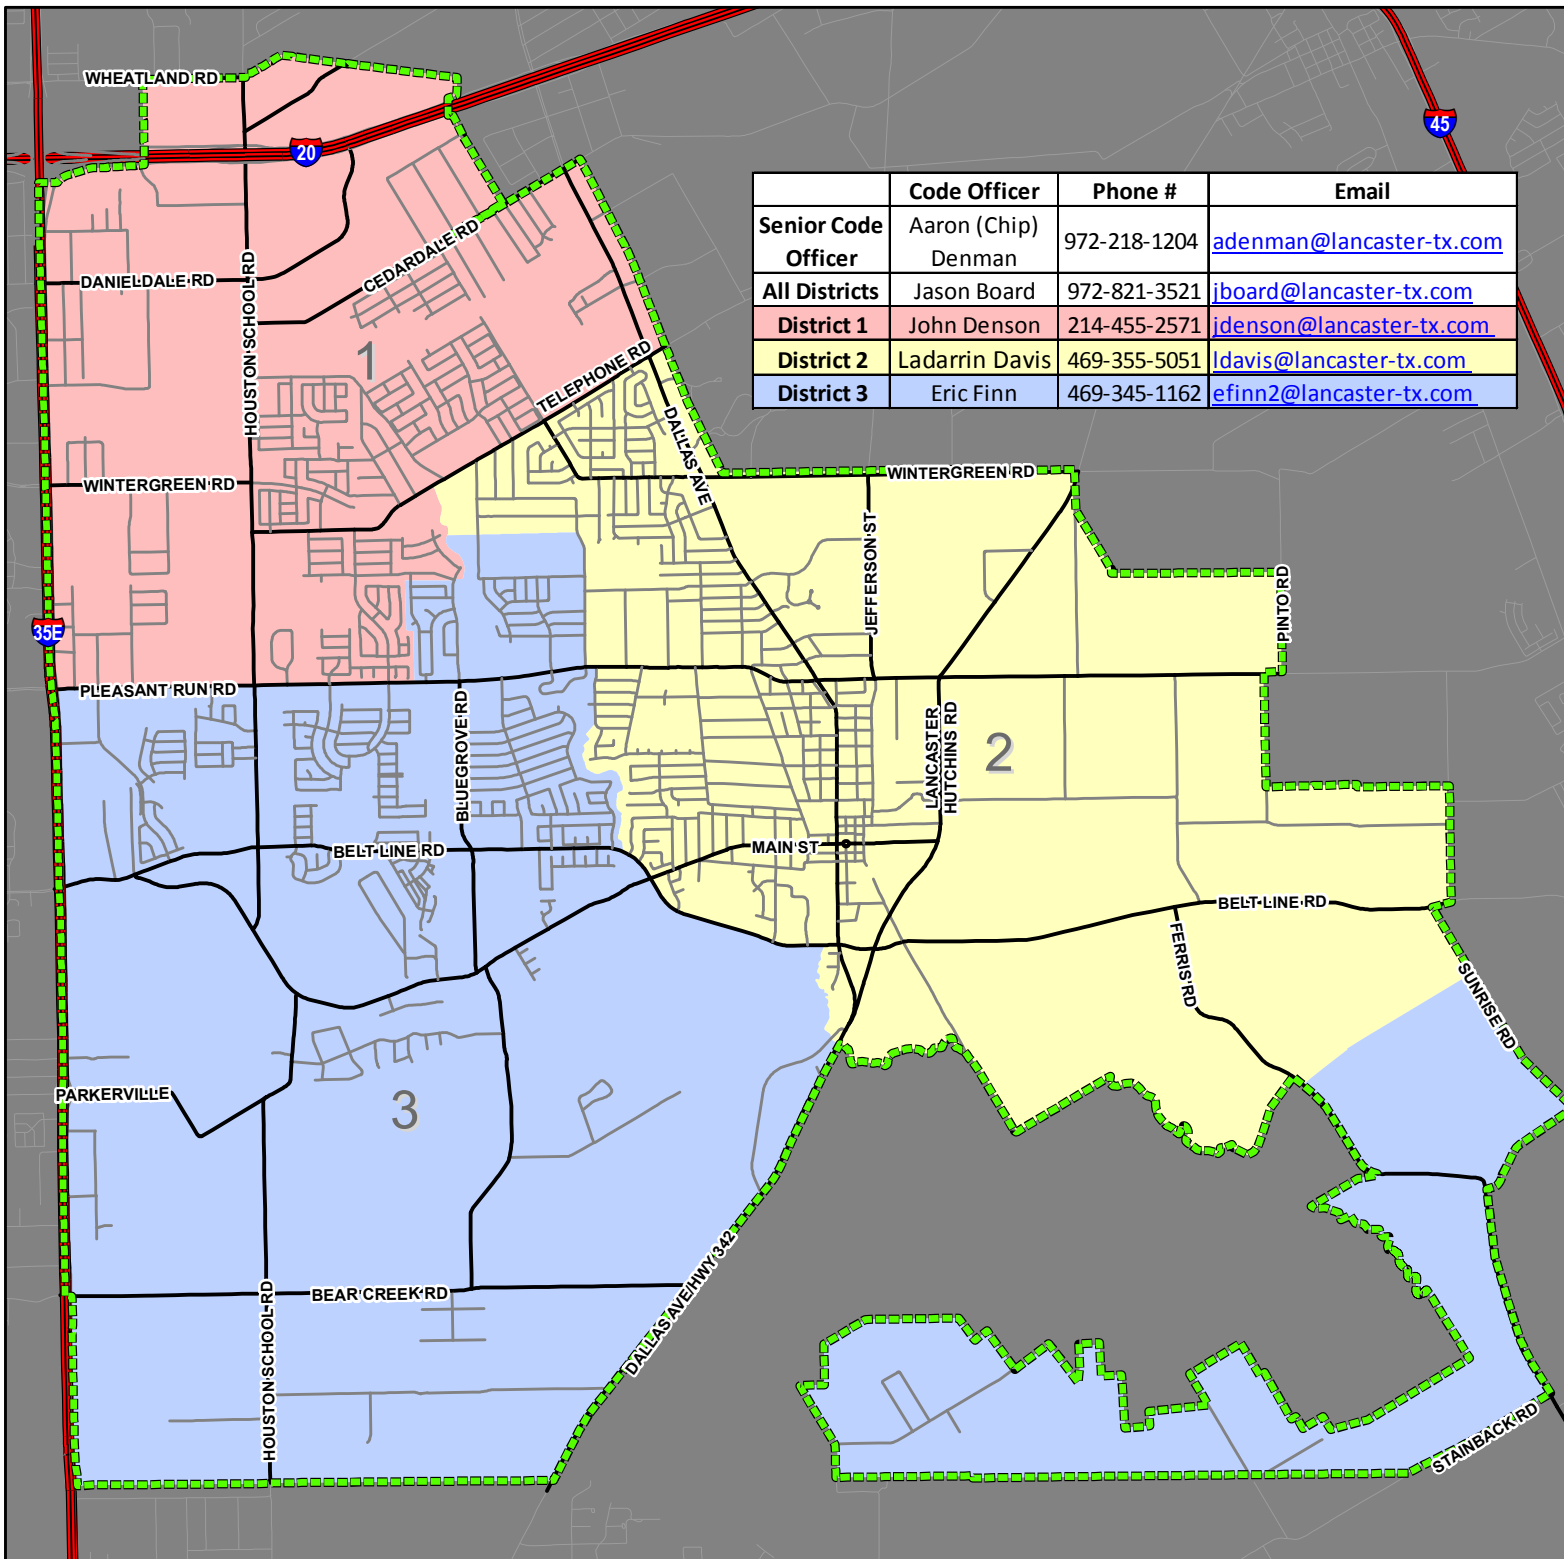 WHEATLAND RD
20
45
Code Officer Phone # Email
Senior Code Officer Aaron (Chip) Denman 972-218-1204 adenman@lancaster-tx.com
All Districts Jason Board 972-821-3521 jboard@lancaster-tx.com
District 1 John Denson 214-455-2571 jdenson@lancaster-tx.com
District 2 Ladarrin Davis 469-355-5051 ldavis@lancaster-tx.com
District 3 Eric Finn 469-345-1162 efinn2@lancaster-tx.com
DANIELDALE RD
HOUSTON SCHOOL RD
CEDARDALE RD
1
TELEPHONE RD
DALLAS AVE
WINTERGREEN RD
WINTERGREEN RD
JEFFERSON ST
PINTO RD
35E
PLEASANT RUN RD
BLUEGROVE RD
LANCASTER
HUTCHINS RD
2
BELT LINE RD
MAIN ST
BELT LINE RD
FERRIS RD
SUNRISE RD
PARKERVILLE
3
BEAR CREEK RD
HOUSTON SCHOOL RD
DALLAS AVE/HWY 342
STAINBACK RD